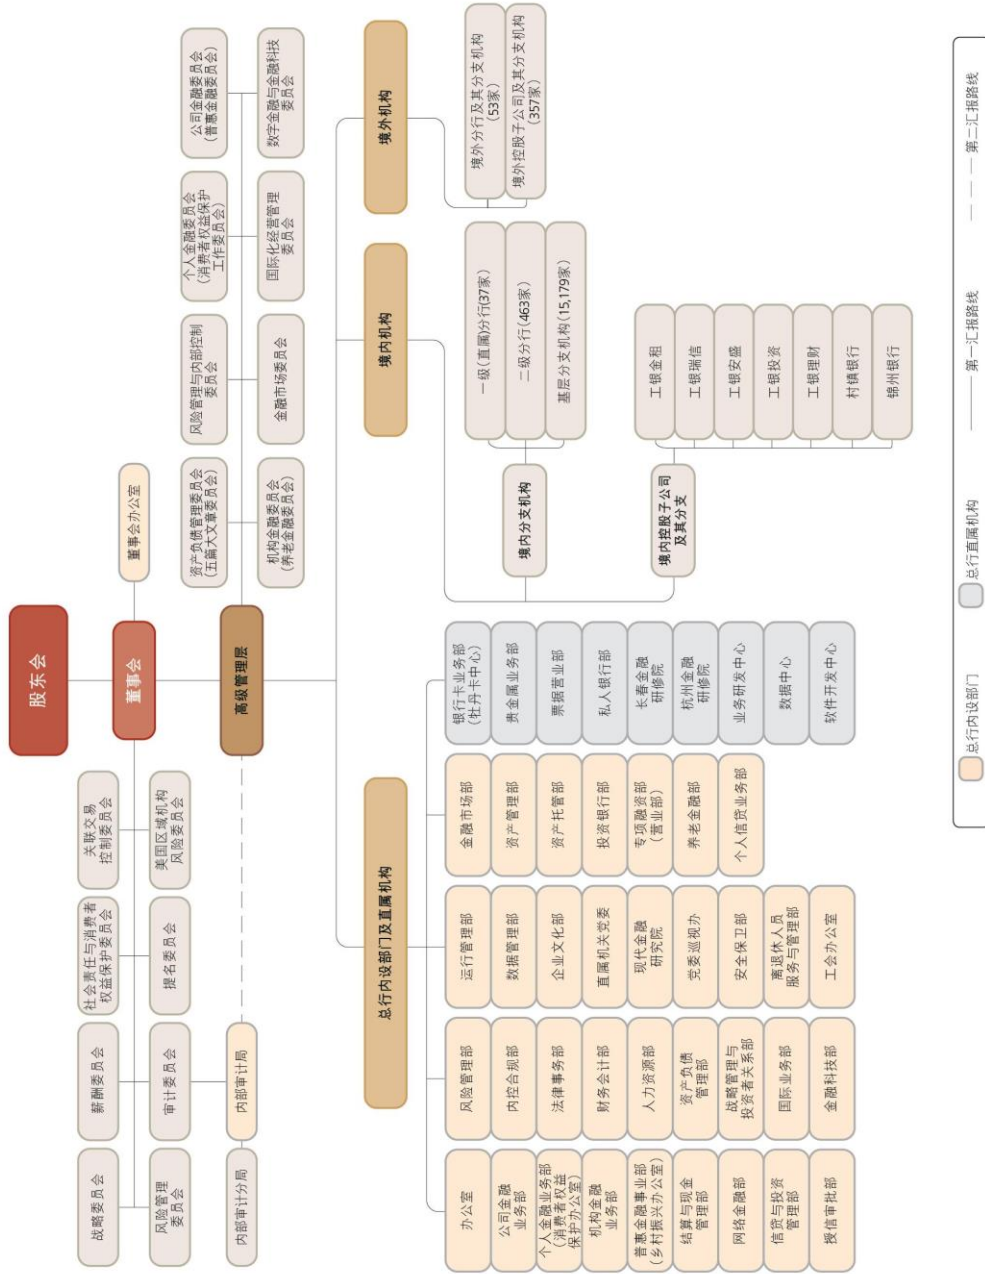 股东会
董事会
董事会办公室
战略委员会
薪酬委员会
社会责任与消费者
权益保护委员会
关联交易
控制委员会
风险管理
委员会
审计委员会
提名委员会
美国区域机构
风险委员会
高级管理层
内部审计分局
内部审计局
资产负债管理委员会
(五篇大文章委员会)
风险管理与内部控制
委员会
个人金融委员会
(消费者权益保护
工作委员会)
公司金融委员会
(普惠金融委员会)
机构金融委员会
(养老金融委员会)
金融市场委员会
国际化经营管理
委员会
数字金融与金融科技
委员会
总行内设部门及直属机构
境内机构
境外机构
办公室
公司金融
业务部
个人金融业务部
(消费者权益
保护办公室)
机构金融
业务部
普惠金融事业部
(乡村振兴办公室)
结算与现金
管理部
网络金融部
信贷与投资
管理部
授信审批部
风险管理部
内控合规部
法律事务部
财务会计部
人力资源部
资产负债
管理部
战略管理与
投资者关系部
国际业务部
金融科技部
运行管理部
数据管理部
企业文化部
直属机关党委
现代金融
研究院
党委巡视办
安全保卫部
离退休人员
服务与管理部
工会办公室
金融市场部
资产管理部
资产托管部
投资银行部
专项融资部
(营业部)
养老金融部
个人信贷业务部
银行卡业务部
(牡丹卡中心)
贵金属业务部
票据营业部
私人银行部
长春金融
研修院
杭州金融
研修院
业务研发中心
数据中心
软件开发中心
境内分支机构
一级(直属)分行(37家)
二级分行(463家)
基层分支机构(15,179家)
境内控股子公司
及其分支
工银金租
工银瑞信
工银安盛
工银投资
工银理财
村镇银行
锦州银行
境外分行及其分支机构
(53家)
境外控股子公司及其分支机构
(357家)
总行内设部门
总行直属机构
第一汇报路线
第二汇报路线